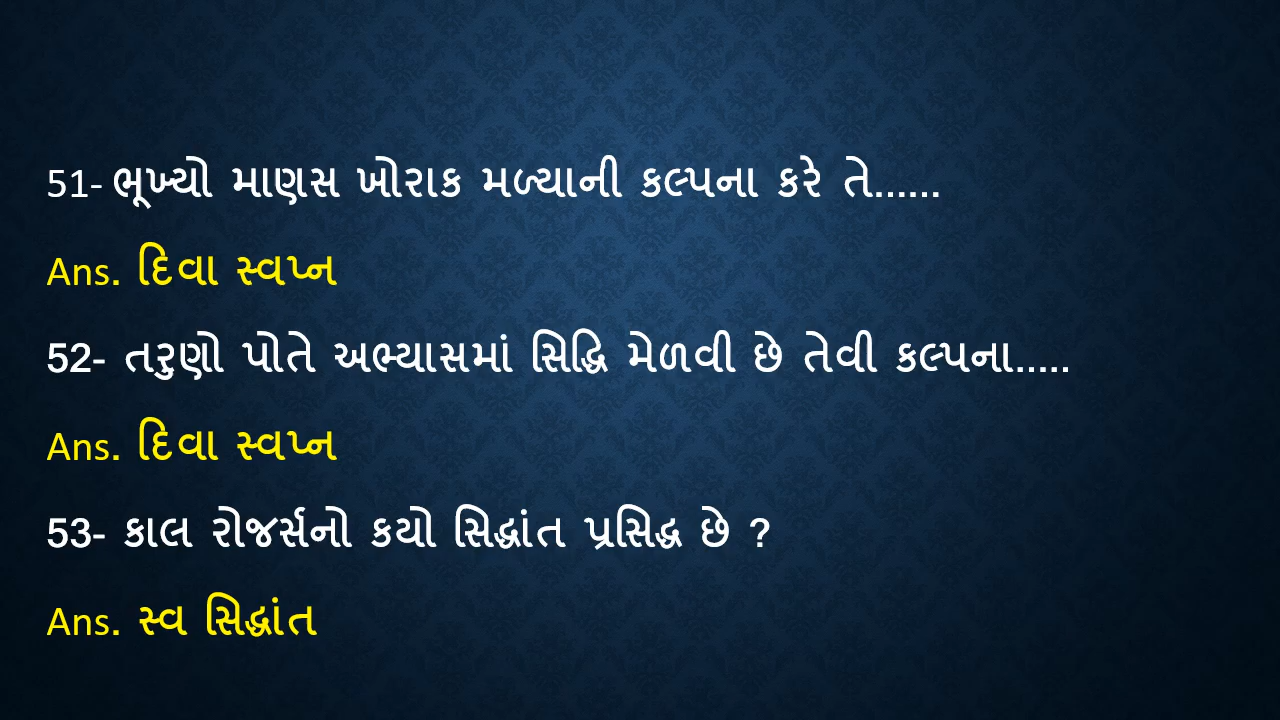 51- ભૂખ્યો માણસ ખોરાક મળ્યાની કલ્પના કરે તે......
Ans. દિવા સ્વપ્ન
52- તરુણો પોતે અભ્યાસમાં સિદ્ધિ મેળવી છે તેવી કલ્પના.....
Ans. દિવા સ્વપ્ન
53- કાલ રોજર્સનો કયો સિદ્ધાંત પ્રસિદ્ધ છે ?
Ans. સ્વ સિદ્ધાંત